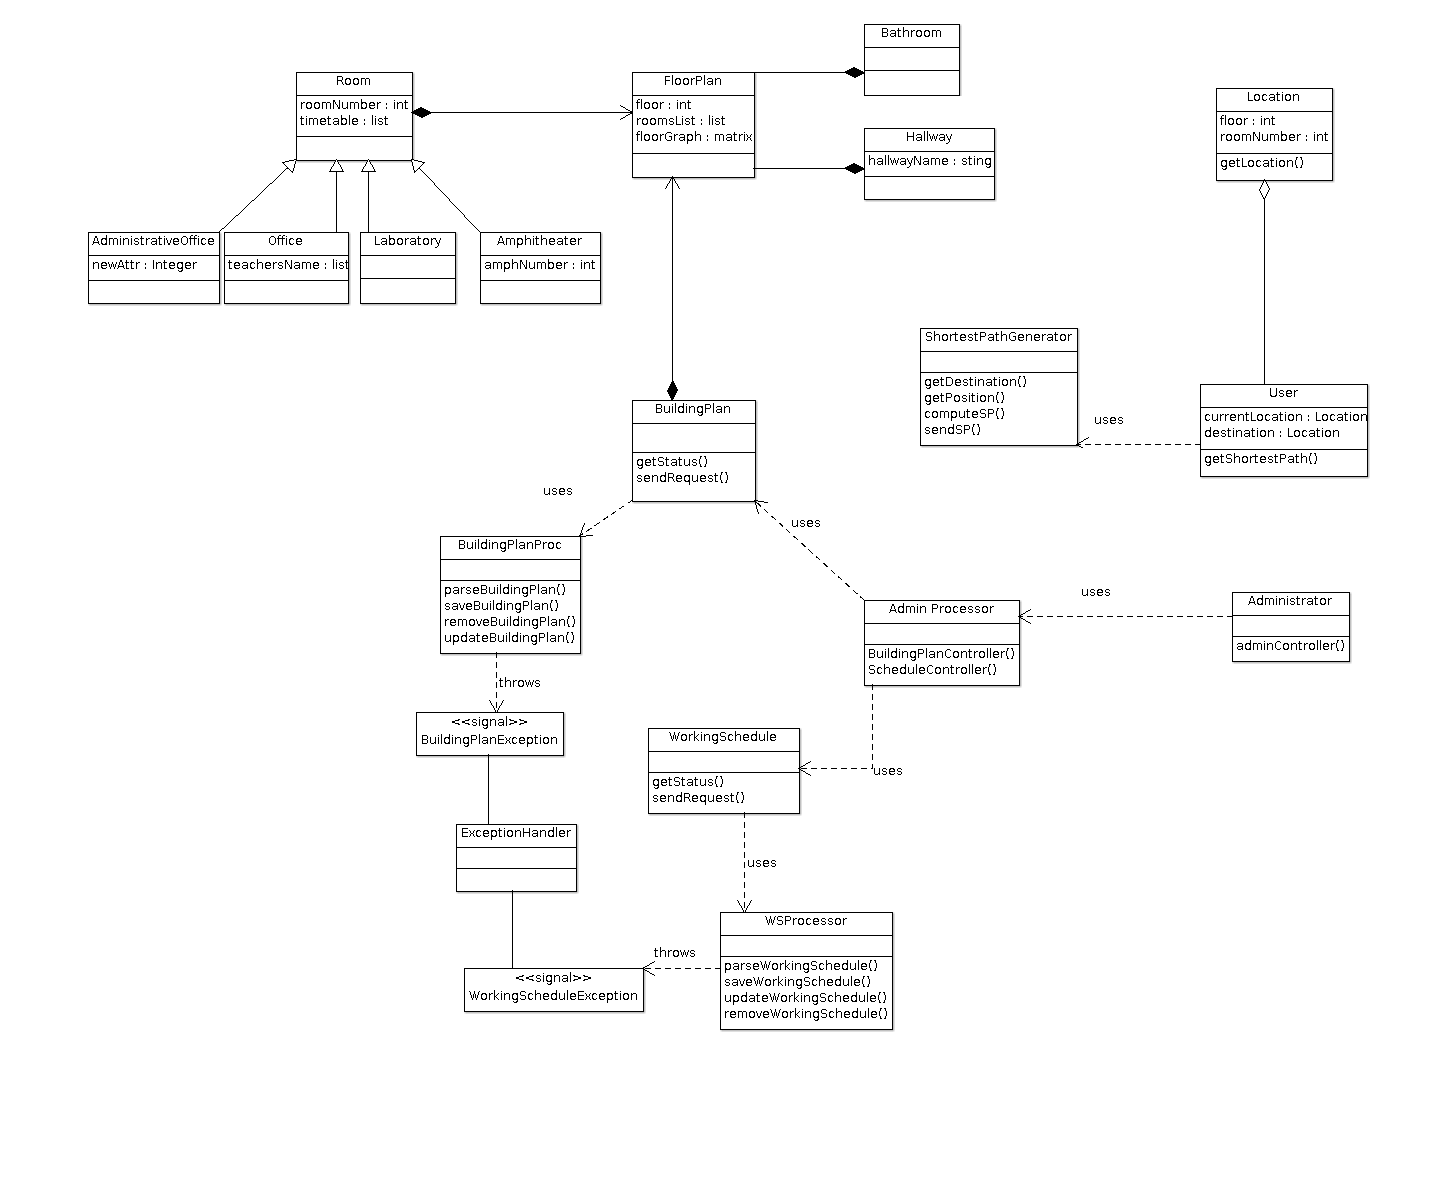 Bathroom
Room
roomNumber : int
timetable : list
FloorPlan
floor : int
roomsList : list
floorGraph : matrix
Hallway
hallwayName : sting
Location
floor : int
roomNumber : int
getLocation()
AdministrativeOffice
newAttr : Integer
Office
teachersName : list
Laboratory
Amphitheater
amphNumber : int
ShortestPathGenerator
getDestination()
getPosition()
computeSP()
sendSP()
uses
User
currentLocation : Location
destination : Location
getShortestPath()
BuildingPlan
getStatus()
sendRequest()
uses
uses
BuildingPlanProc
parseBuildingPlan()
saveBuildingPlan()
removeBuildingPlan()
updateBuildingPlan()
Admin Processor
BuildingPlanController()
ScheduleController()
uses
Administrator
adminController()
throws
<<signal>>
BuildingPlanException
WorkingSchedule
getStatus()
sendRequest()
uses
ExceptionHandler
uses
WSProcessor
parseWorkingSchedule()
saveWorkingSchedule()
updateWorkingSchedule()
removeWorkingSchedule()
throws
<<signal>>
WorkingScheduleException